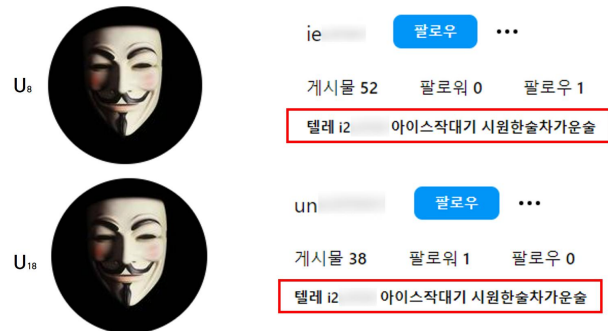 U₈
ie
팔로우
게시물 52 팔로워 0 팔로우 1
텔레 i2 아이스작대기 시원한술차가운술
U₁₈
un
팔로우
게시물 38 팔로워 1 팔로우 0
텔레 i2 아이스작대기 시원한술차가운술